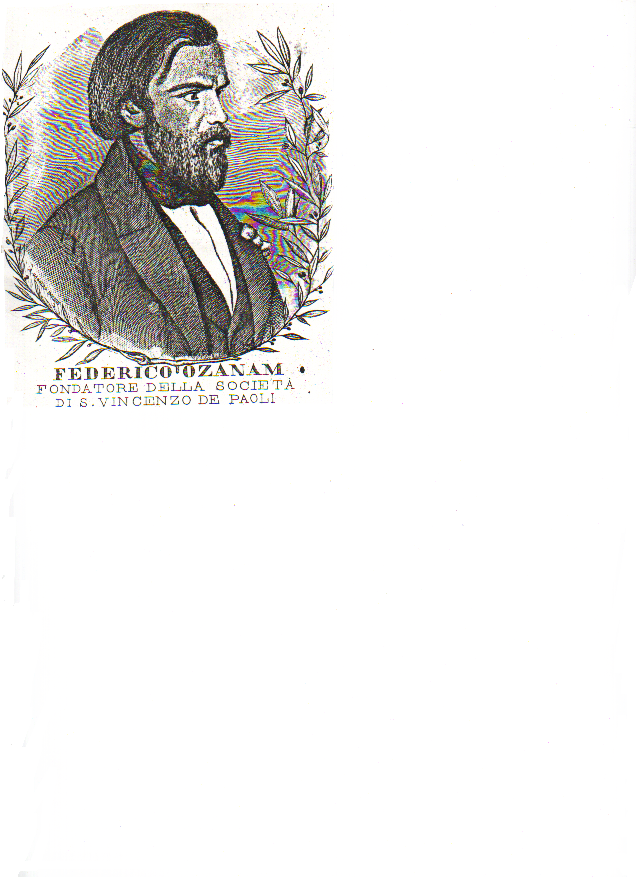 FEDERICO OZANAM
FONDATORE DELLA SOCIETÀ
DI S. VINCENZO DE PAOLI